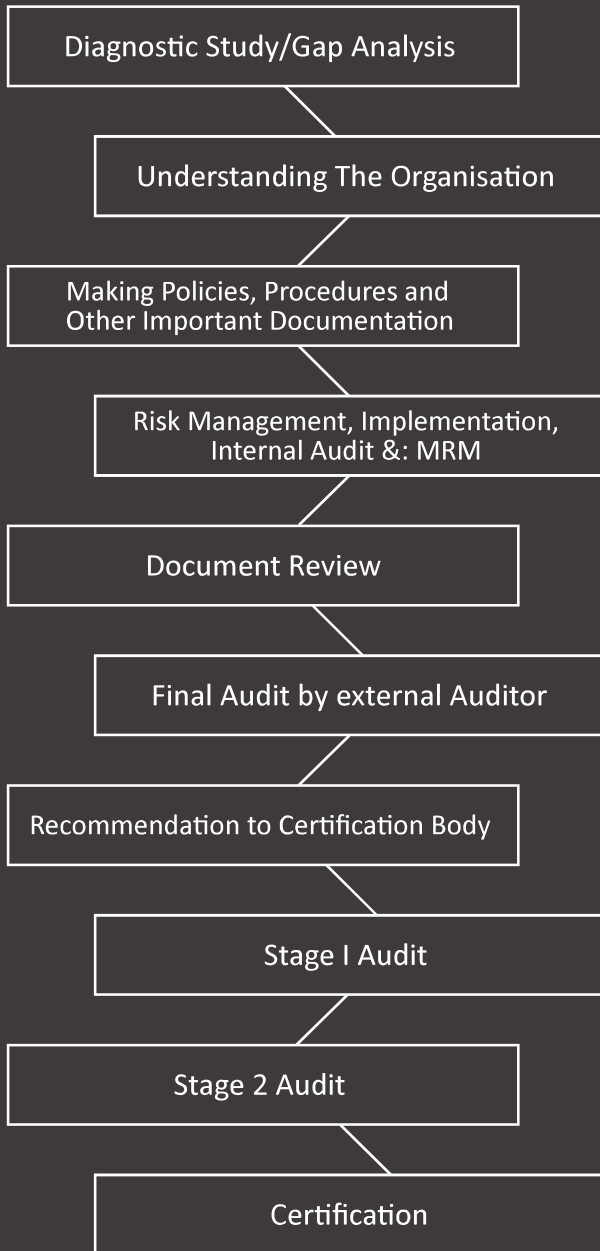 Diagnostic Study/Gap Analysis
Understanding The Organisation
Making Policies, Procedures and
Other Important Documentation
Risk Management, Implementation,
Internal Audit &: MRM
Document Review
Final Audit by external Auditor
Recommendation to Certification Body
Stage I Audit
Stage 2 Audit
Certification